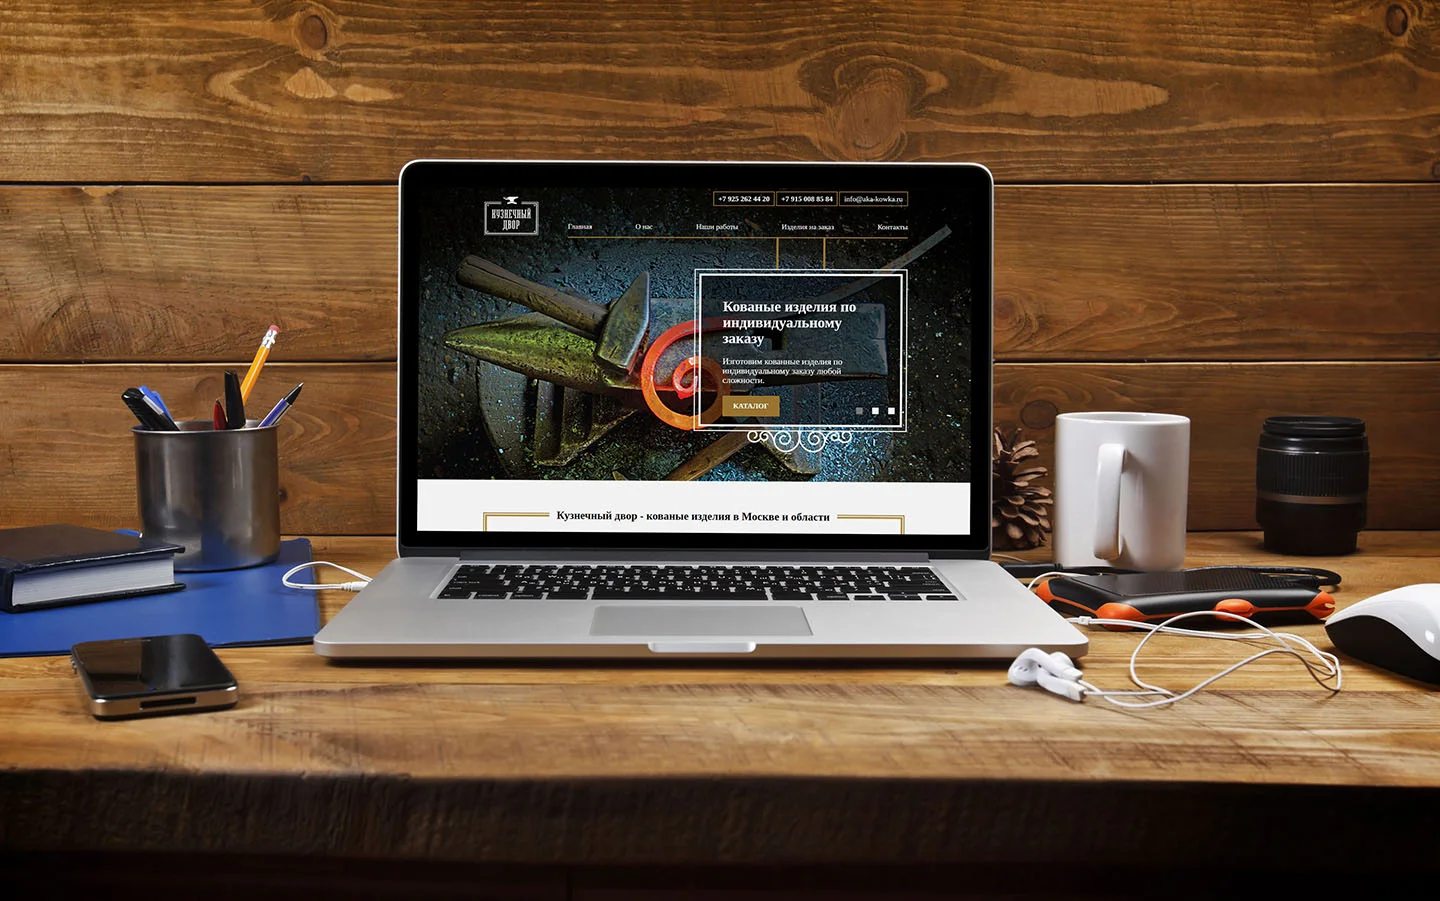 +7 925 262 44 20
+7 915 008 85 84
info@aka-kowka.ru
КУЗНЕЧНЫЙ
ДВОР
Главная
О нас
Наши работы
Изделия на заказ
Контакты
Кованые изделия по
индивидуальному
заказу
Изготовим кованные изделия по
индивидуальному заказу любой
сложности.
КАТАЛОГ
Кузнечный двор - кованые изделия в Москве и области